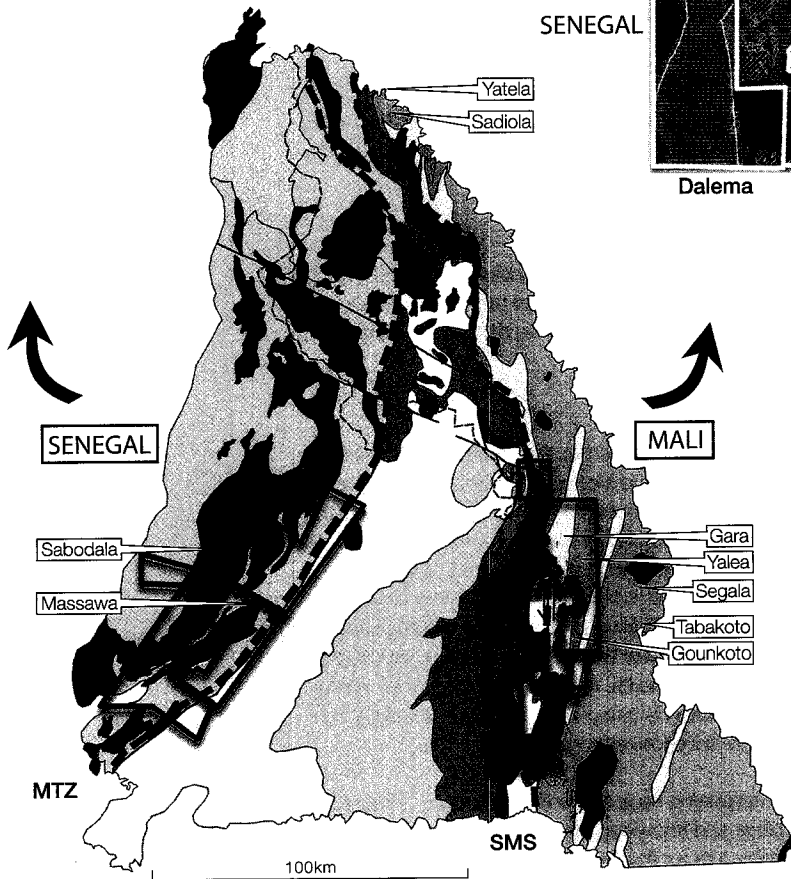 SENEGAL
Dalema
Yatela
Sadiola
SENEGAL
MALI
Sabodala
Massawa
Gara
Yalea
Segala
Tabakoto
Gounkoto
MTZ
SMS
100km